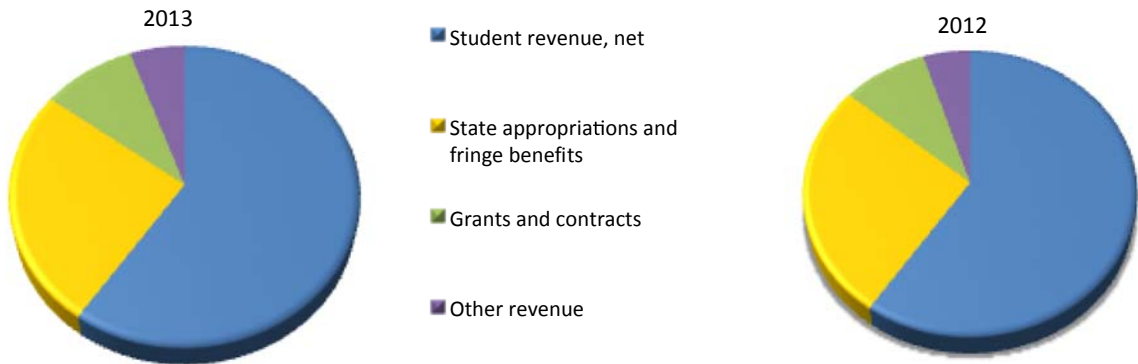 2013
Student revenue, net
State appropriations and
fringe benefits
Grants and contracts
Other revenue
2012